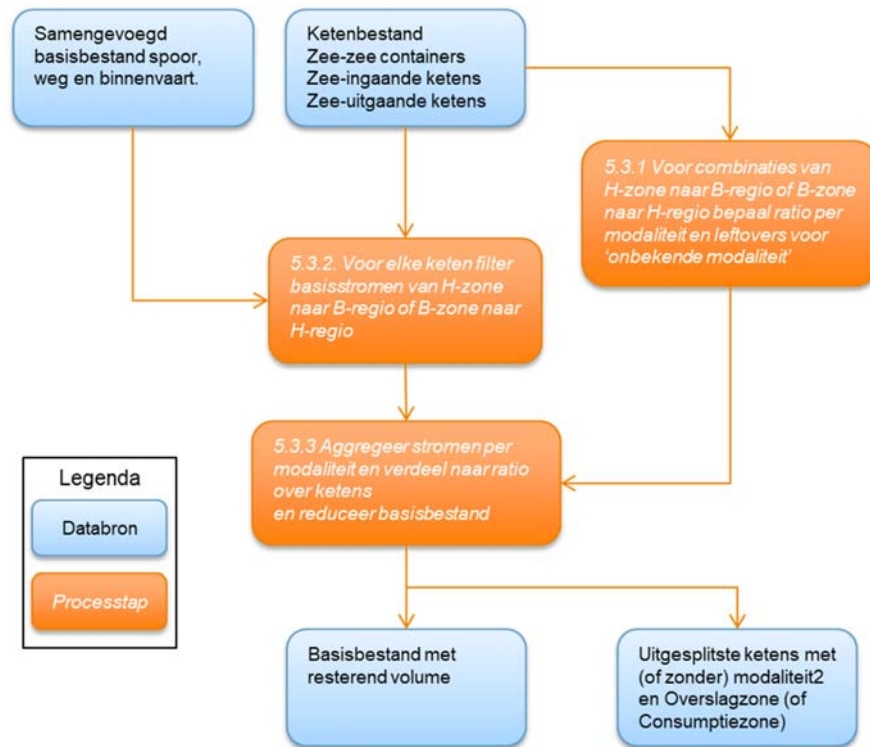 Samengevoegd
basisbestand spoor,
weg en binnenvaart.
Ketenbestand
Zee-zee containers
Zee-ingaande ketens
Zee-uitgaande ketens
5.3.1 Voor combinaties van
H-zone naar B-regio of B-zone
naar H-regio bepaal ratio per
modaliteit en leftovers voor
‘onbekende modaliteit’
5.3.2. Voor elke keten filter
basisstromen van H-zone
naar B-regio of B-zone naar
H-regio
5.3.3 Aggregeer stromen per
modaliteit en verdeel naar ratio
over ketens
en reduceer basisbestand
Legenda
Databron
Processtap
Basisbestand met
resterend volume
Uitgesplitste ketens met
(of zonder) modaliteit2
en Overslagzone (of
Consumptiezone)